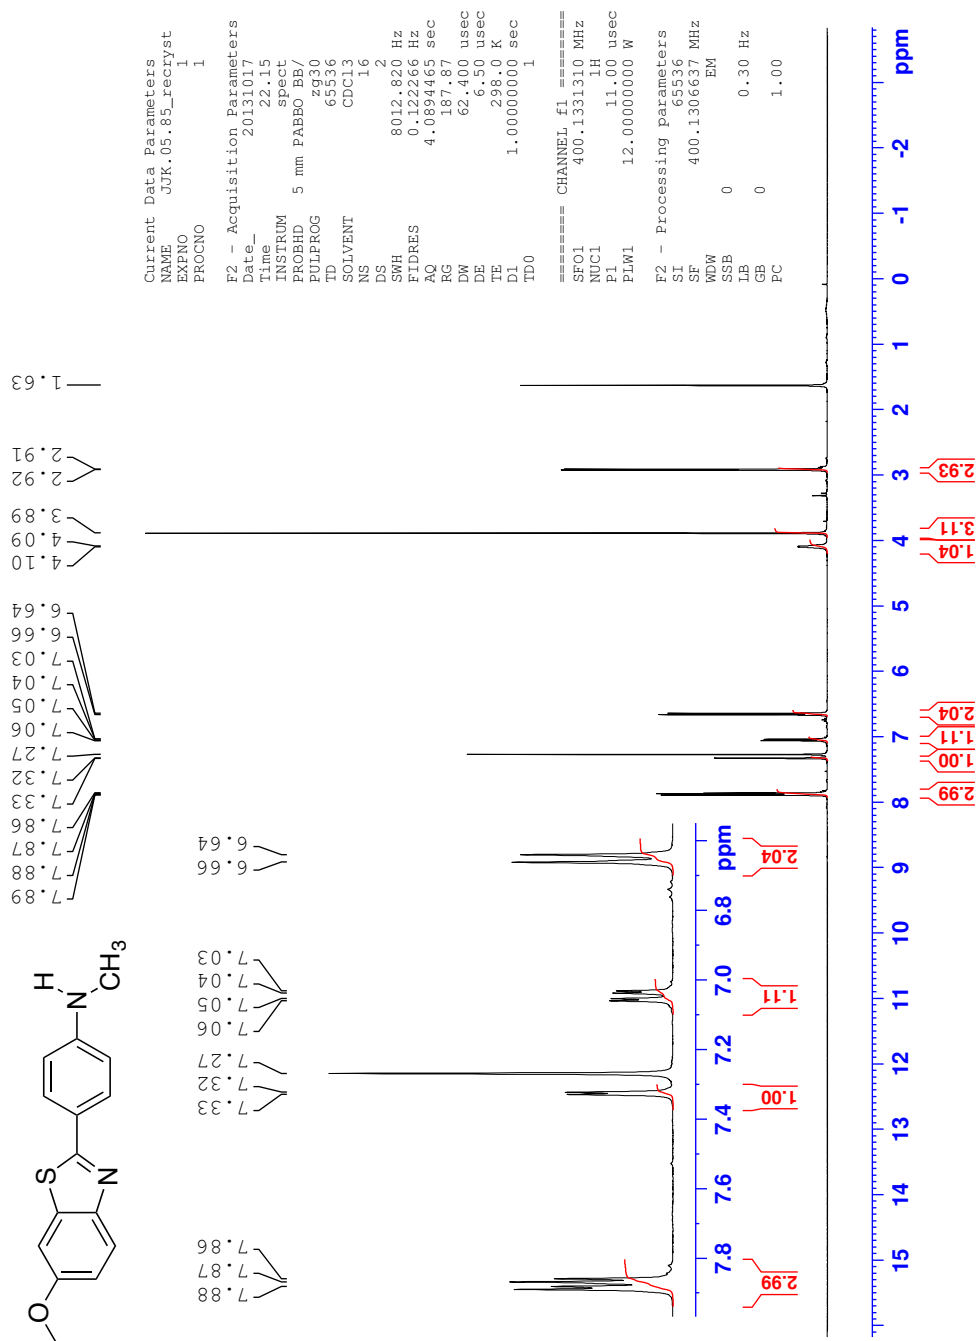 Current Data Parameters
NAME JJK.05.85_recryst
EXPNO 1
PROCNO 1
F2 - Acquisition Parameters
Date_ 20131017
Time 22.15
INSTRUM spect
PROBHD 5 mm PABBO BB/
PULPROG zg30
TD 65536
SOLVENT CDCl3
NS 16
DS 2
SWH 8012.820 Hz
FIDRES 0.122266 Hz
AQ 4.0894465 sec
RG 187.87
DW 62.400 usec
DE 6.50 usec
TE 298.0 K
D1 1.00000000 sec
TD0 1
======== CHANNEL f1 ========
SFO1 400.1331310 MHz
NUC1 1H
P1 11.00 usec
PLW1 12.00000000 W
F2 - Processing parameters
SI 65536
SF 400.1306637 MHz
WDW EM
SSB 0
LB 0.30 Hz
GB 0
PC 1.00
7.89
7.88
7.87
7.86
7.33
7.32
7.27
7.06
7.05
7.04
7.03
6.66
6.64
4.10
4.09
3.89
2.92
2.91
1.63
O
S
N
H
N
CH3
7.88
7.87
7.86
7.33
7.32
7.27
7.06
7.05
7.04
7.03
6.66
6.64
7.8 7.6 7.4 7.2 7.0 6.8 ppm
2.99
1.00
1.11
2.04
15 14 13 12 11 10 9 8 7 6 5 4 3 2 1 0 -1 -2 ppm
2.99
1.00
1.11
2.04
1.04
3.11
2.93